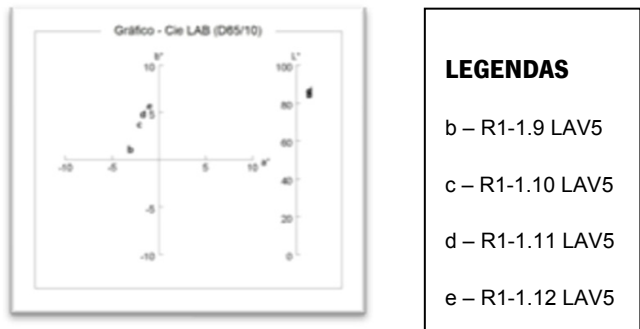 Gráfico - Cie LAB (D65/10)
b*
L*
10
100
e
d
5
c
80
b
60
-10
-5
5
10
a*
40
-5
20
-10
0
LEGENDAS
b – R1-1.9 LAV5
c – R1-1.10 LAV5
d – R1-1.11 LAV5
e – R1-1.12 LAV5